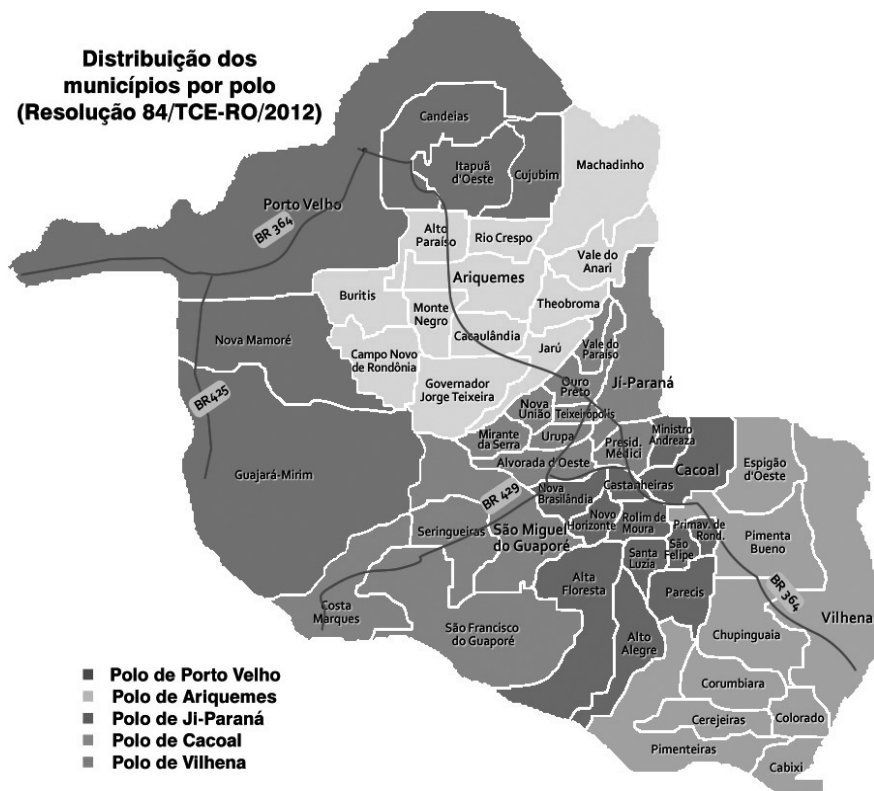 Distribuição dos
municípios por polo
(Resolução 84/TCE-RO/2012)
Candeias
Itapuã
d'Oeste
Cujubim
Machadinho
Porto Velho
BR 364
Alto
Paraíso
Rio Crespo
Vale do
Anari
Ariquemes
Buritis
Monte
Negro
Theobroma
Cacaulândia
Nova Mamoré
Campo Novo
de Rondônia
Jarú
Vale do
Paraíso
Governador
Jorge Teixeira
Ouro
Preto
Jí-Paraná
BR425
Nova
União
Teixeirópolis
Mirante
da Serra
Urupa
Presid.
Médici
Ministro
Andreaza
Alvorada d'Oeste
Cacoal
Espigão
d'Oeste
Guajará-Mirim
BR 429
Castanheiras
Nova
Brasilândia
Seringueiras
São Miguel
do Guaporé
Novo
Horizonte
Rolim de
Moura
Primav. de
Rond.
Pimenta
Bueno
Santa
Luzia
São
Felipe
Alta
Floresta
Parecis
BR 364
Costa
Marques
São Francisco
do Guaporé
Alto
Alegre
Chupinguaia
Vilhena
Corumbiara
Cerejeiras
Colorado
Pimenteiras
Cabixi
Polo de Porto Velho
Polo de Ariquemes
Polo de Ji-Paraná
Polo de Cacoal
Polo de Vilhena